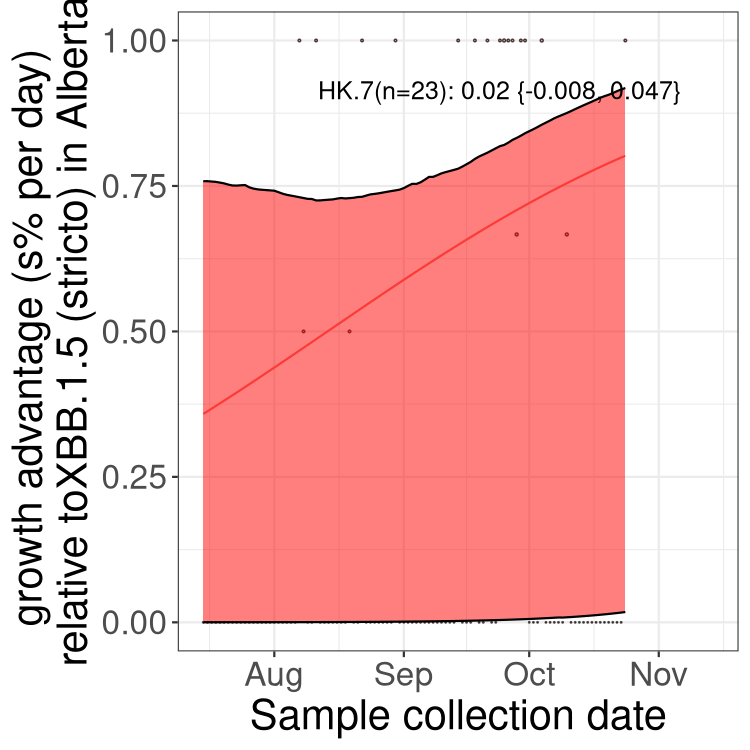 growth advantage (s% per day)
relative toXBB.1.5 (stricto) in Alberta
1.00
HK.7(n=23): 0.02 {-0.008, 0.047}
0.75
0.50
0.25
0.00
Aug Sep Oct Nov
Sample collection date